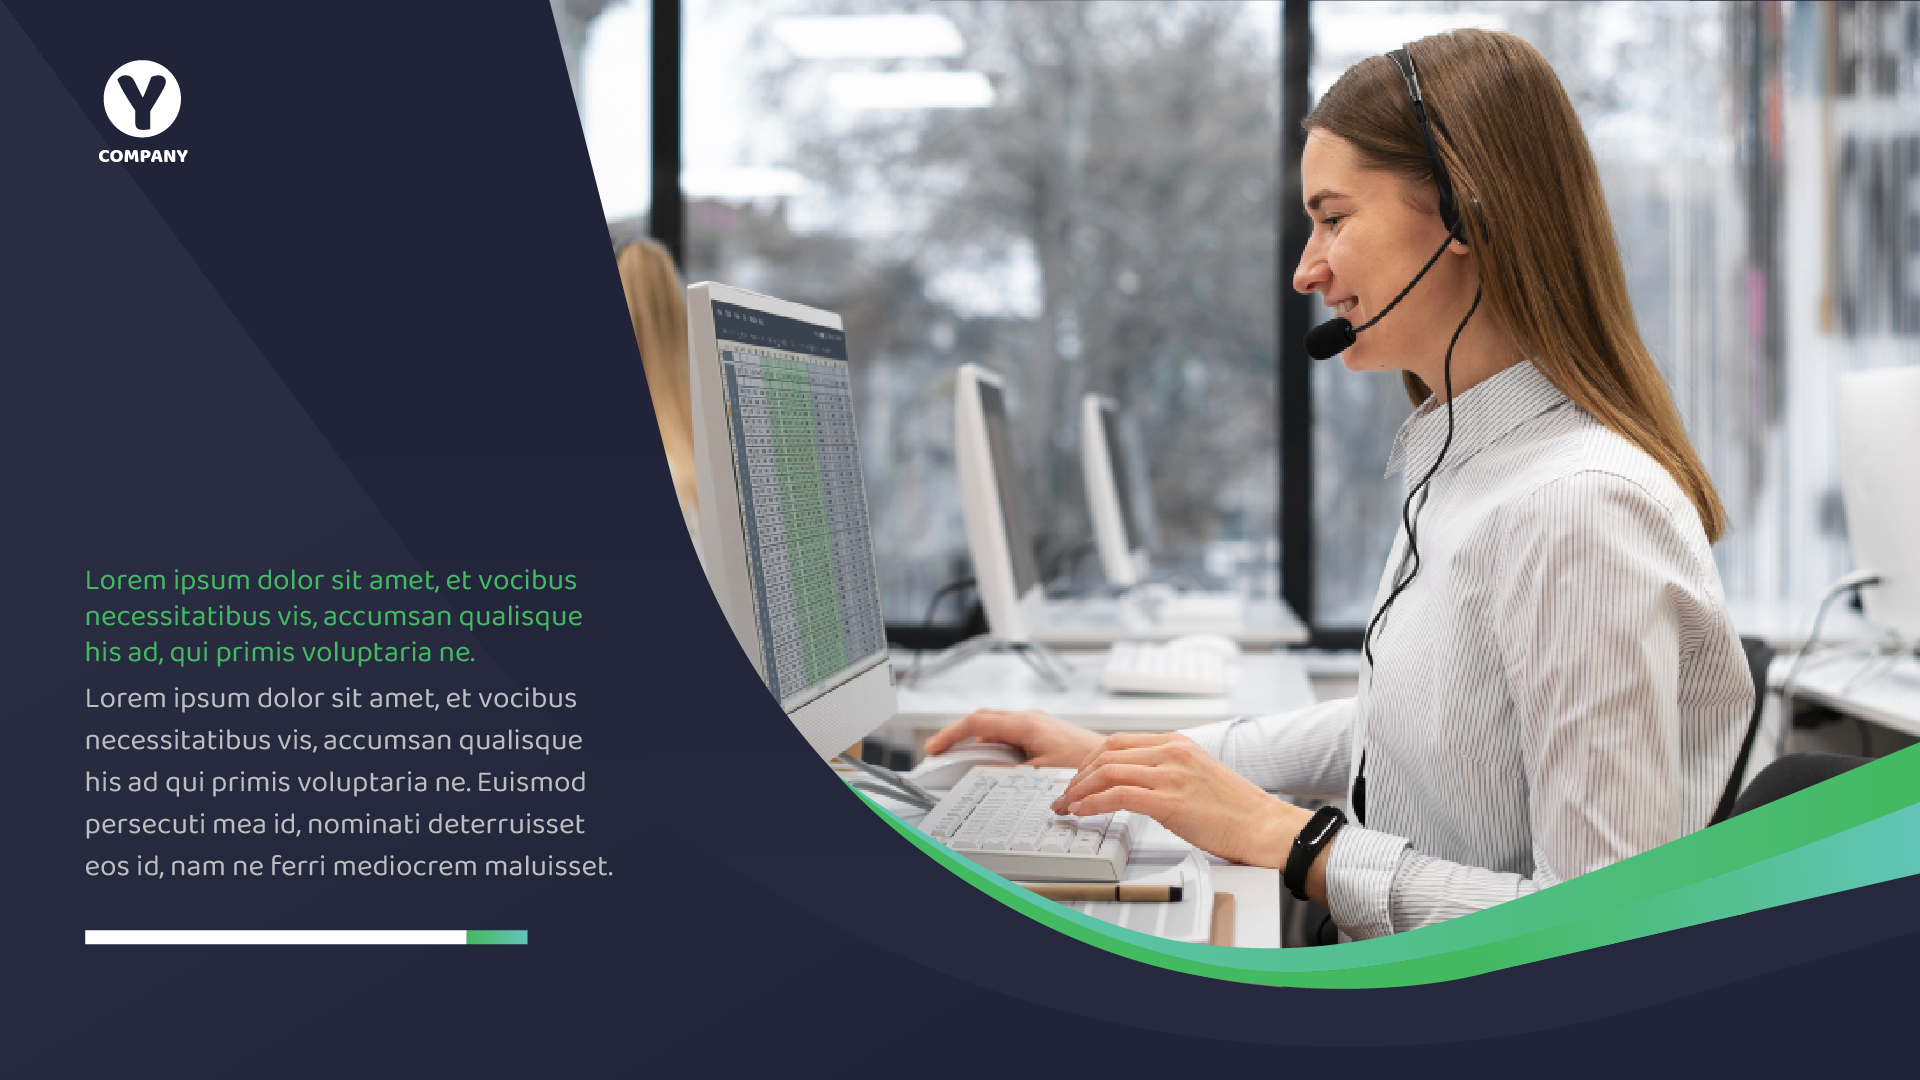 Y
COMPANY
Lorem ipsum dolor sit amet, et vocibus
necessitatibus vis, accumsan qualisque
his ad, qui primis voluptaria ne.
Lorem ipsum dolor sit amet, et vocibus
necessitatibus vis, accumsan qualisque
his ad qui primis voluptaria ne. Euismod
persecuti mea id, nominati deterruisset
eos id, nam ne ferri mediocrem maluisset.